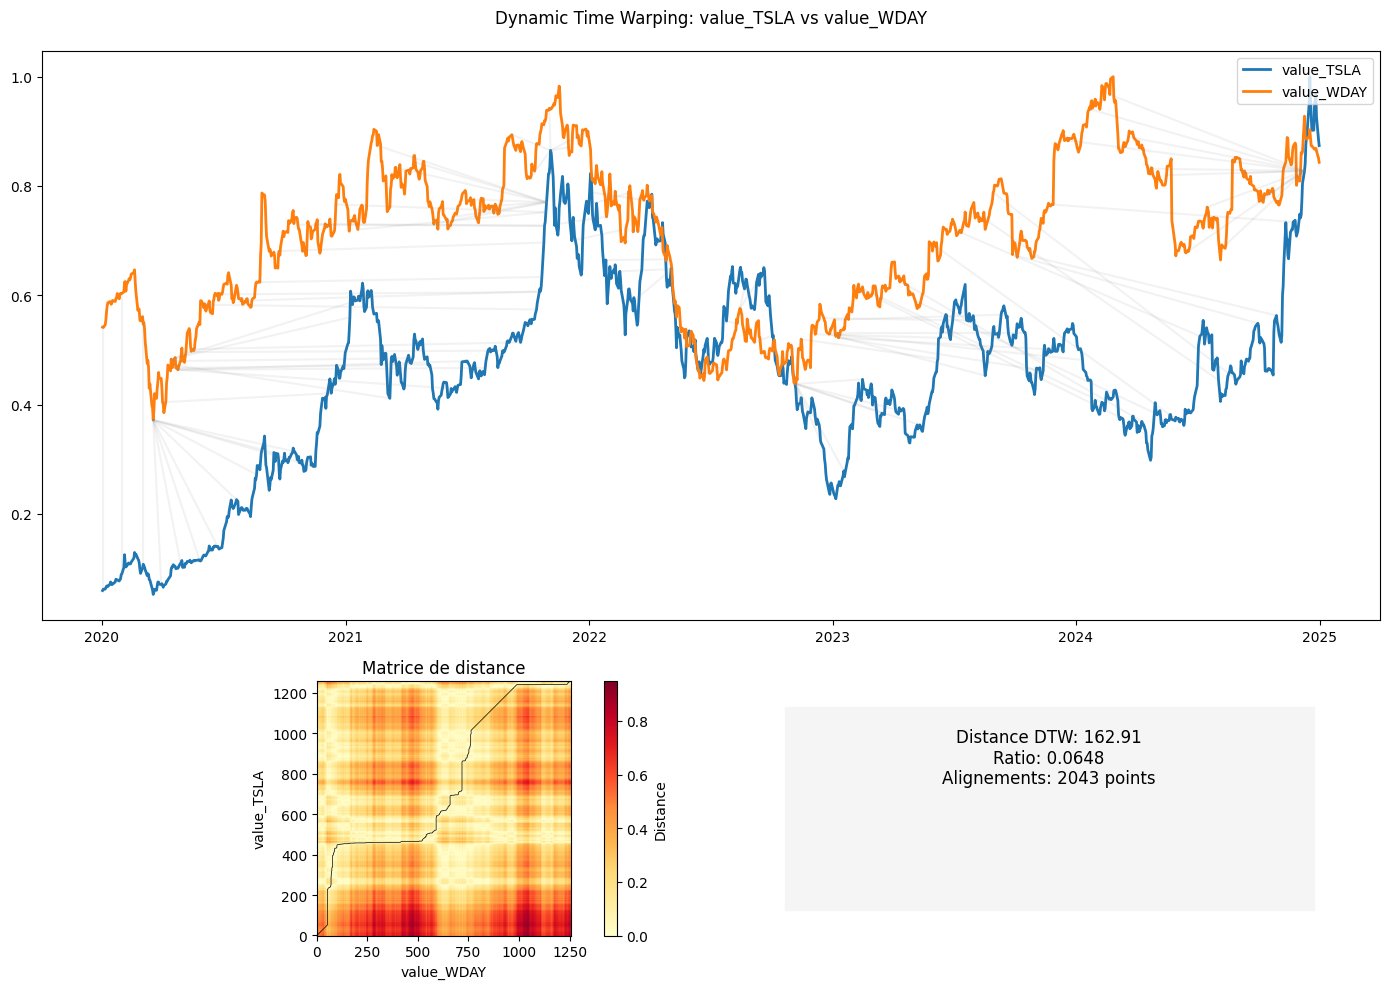 Dynamic Time Warping: value_TSLA vs value_WDAY
value_TSLA
value_WDAY
1.0
0.8
0.6
0.4
0.2
2020 2021 2022 2023 2024 2025
Matrice de distance
value_TSLA
1200
1000
800
600
400
200
0
0 250 500 750 1000 1250
value_WDAY
0.8
0.6
0.4
0.2
0.0
Distance
Distance DTW: 162.91
Ratio: 0.0648
Alignements: 2043 points